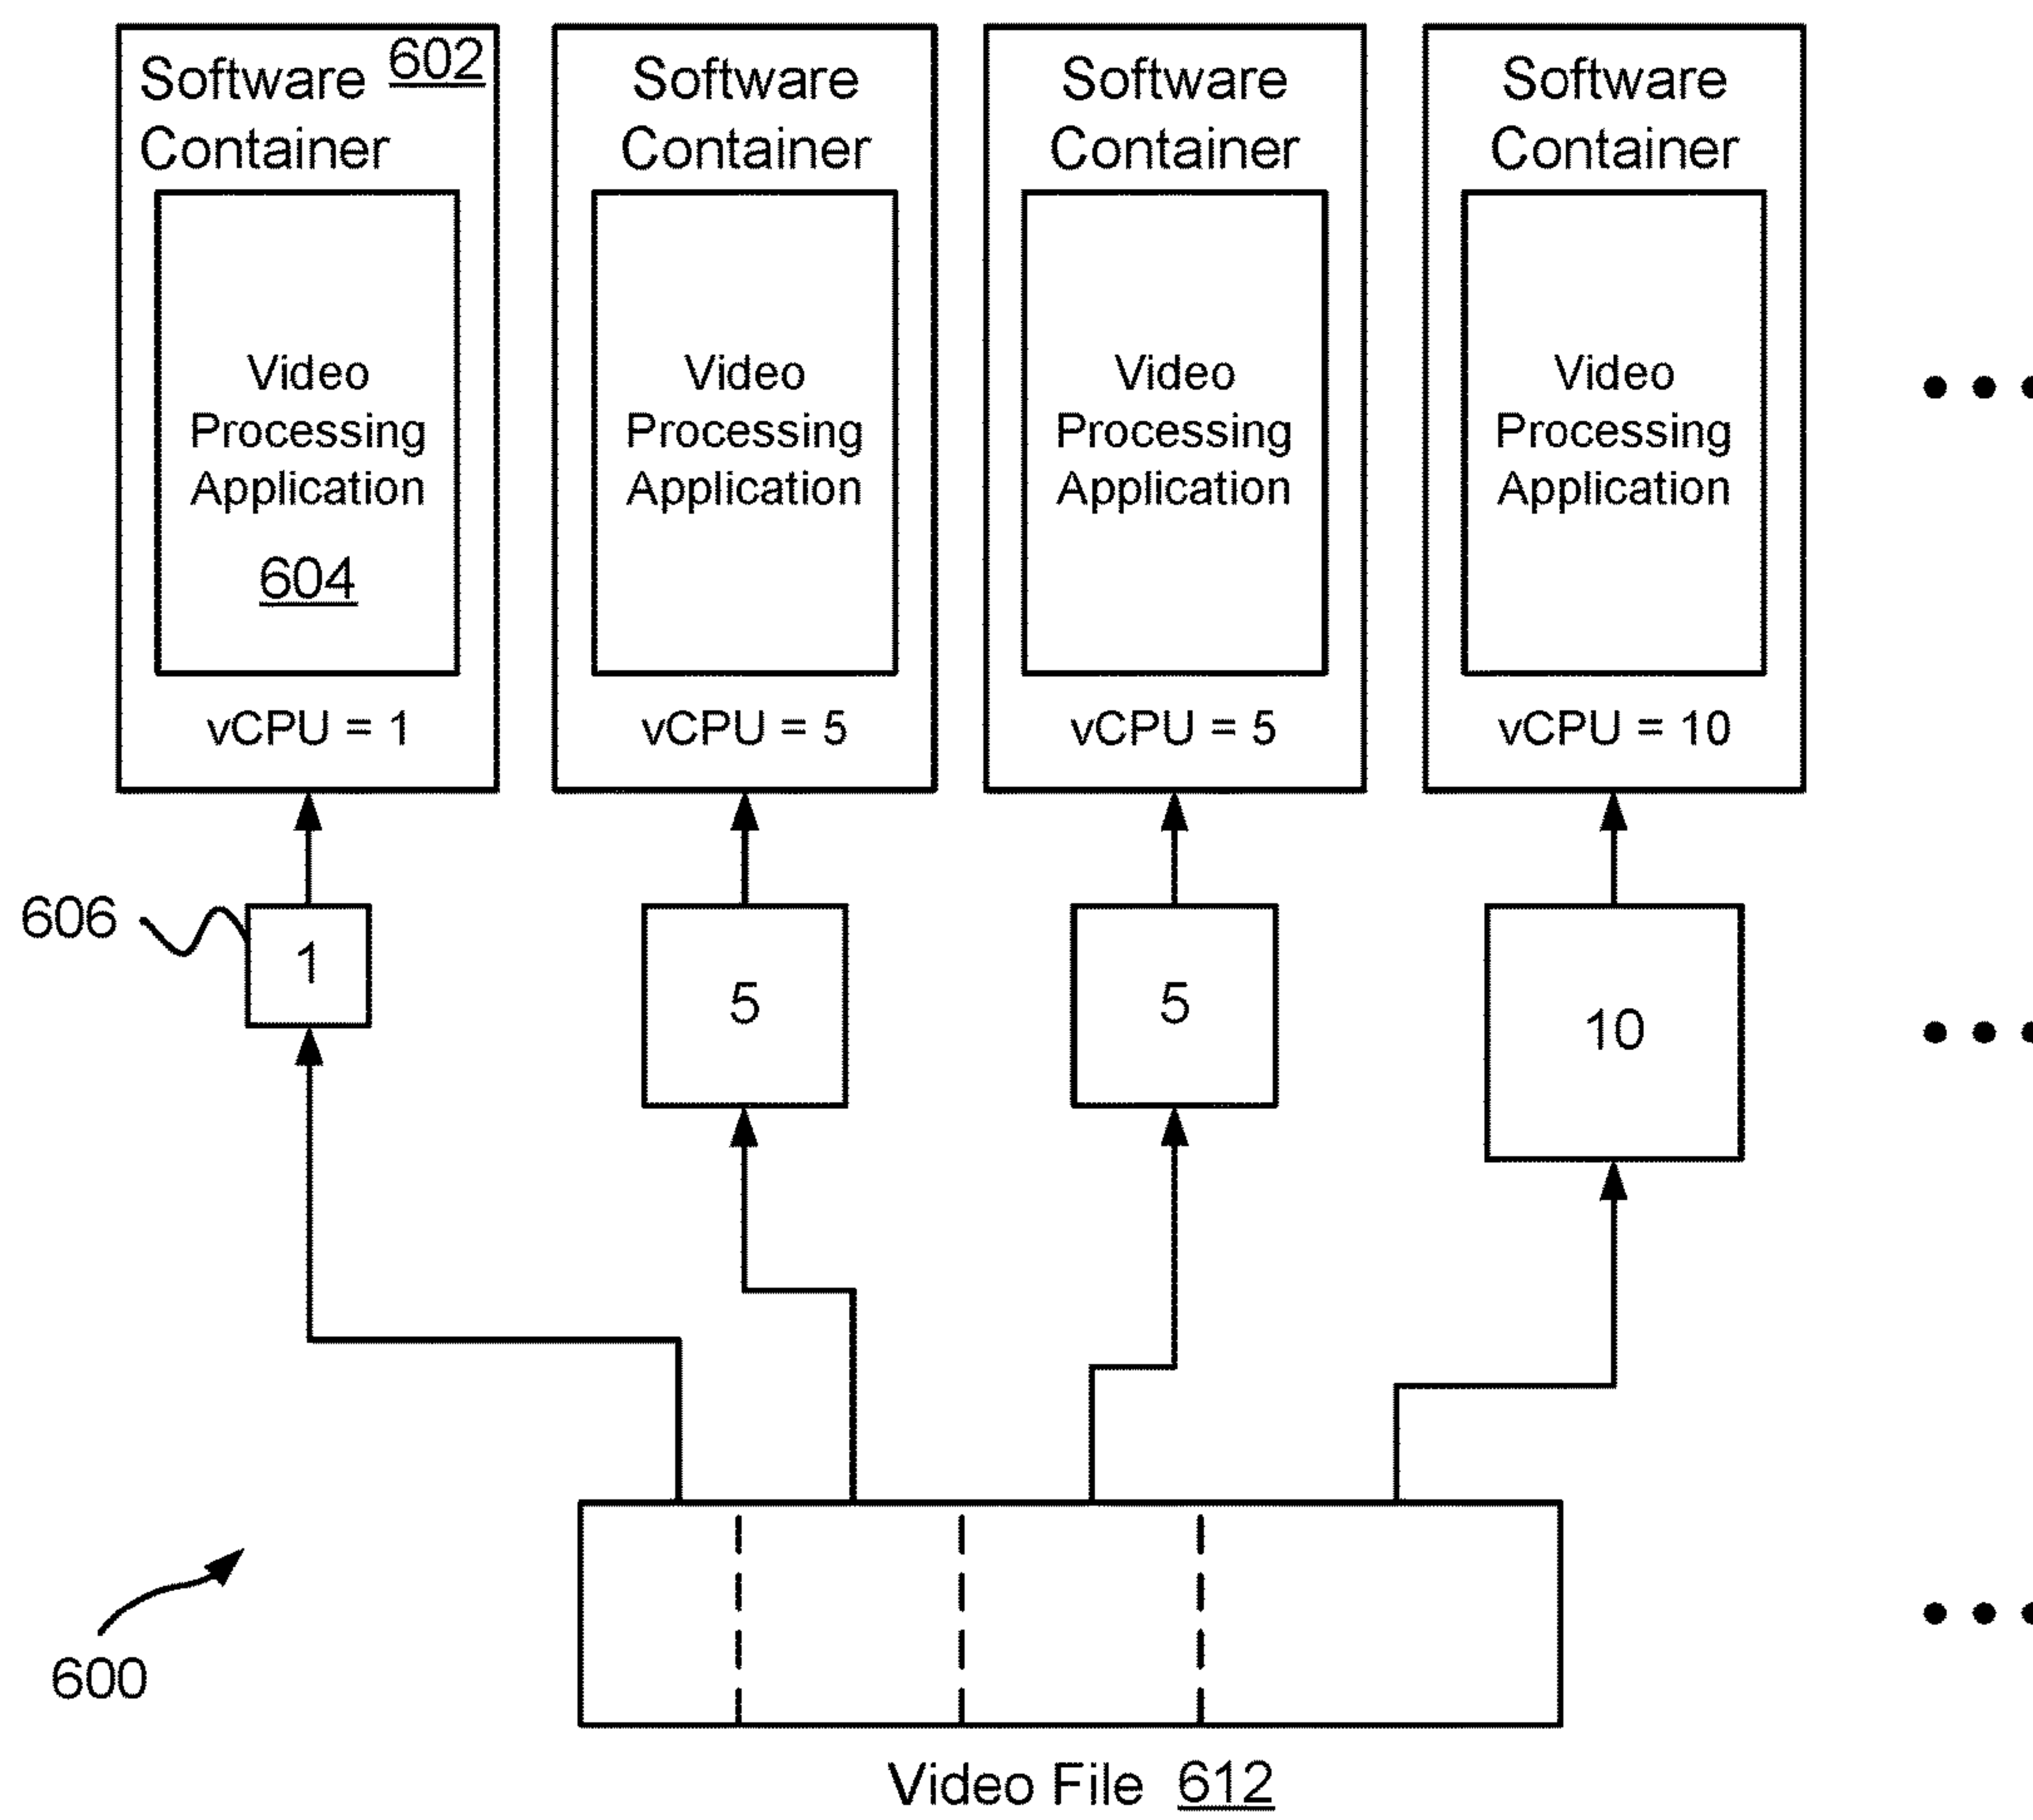 Software 602
Container
Video
Processing
Application
604
vCPU = 1
Software
Container
Video
Processing
Application
vCPU = 5
Software
Container
Video
Processing
Application
vCPU = 5
Software
Container
Video
Processing
Application
vCPU = 10
606
1
5
5
10
600
Video File 612